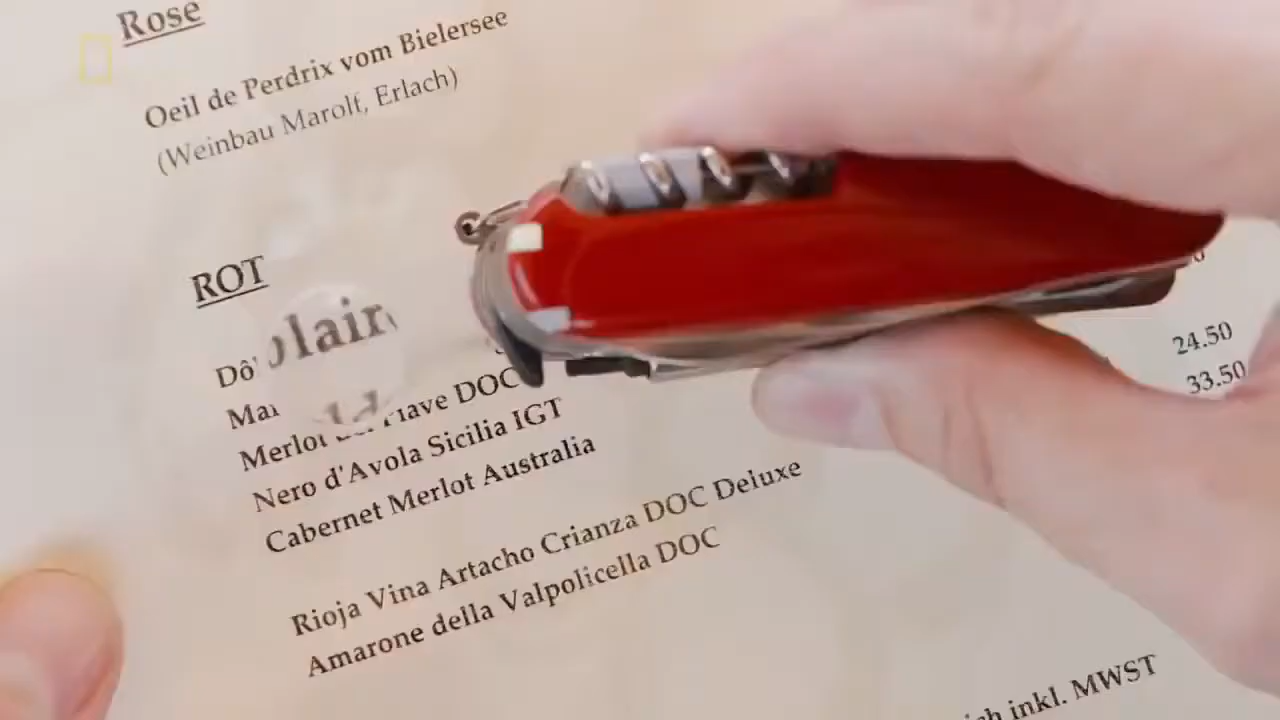 Rose
Oeil de Perdrix vom Bielersee
(Weinbau Marolf, Erlach)
ROT
24.50
33.50
Merlot Piave DOC
Nero d'Avola Sicilia IGT
Cabernet Merlot Australia
Rioja Vina Artacho Crianza DOC Deluxe
Amarone della Valpolicella DOC
inkl. MWST